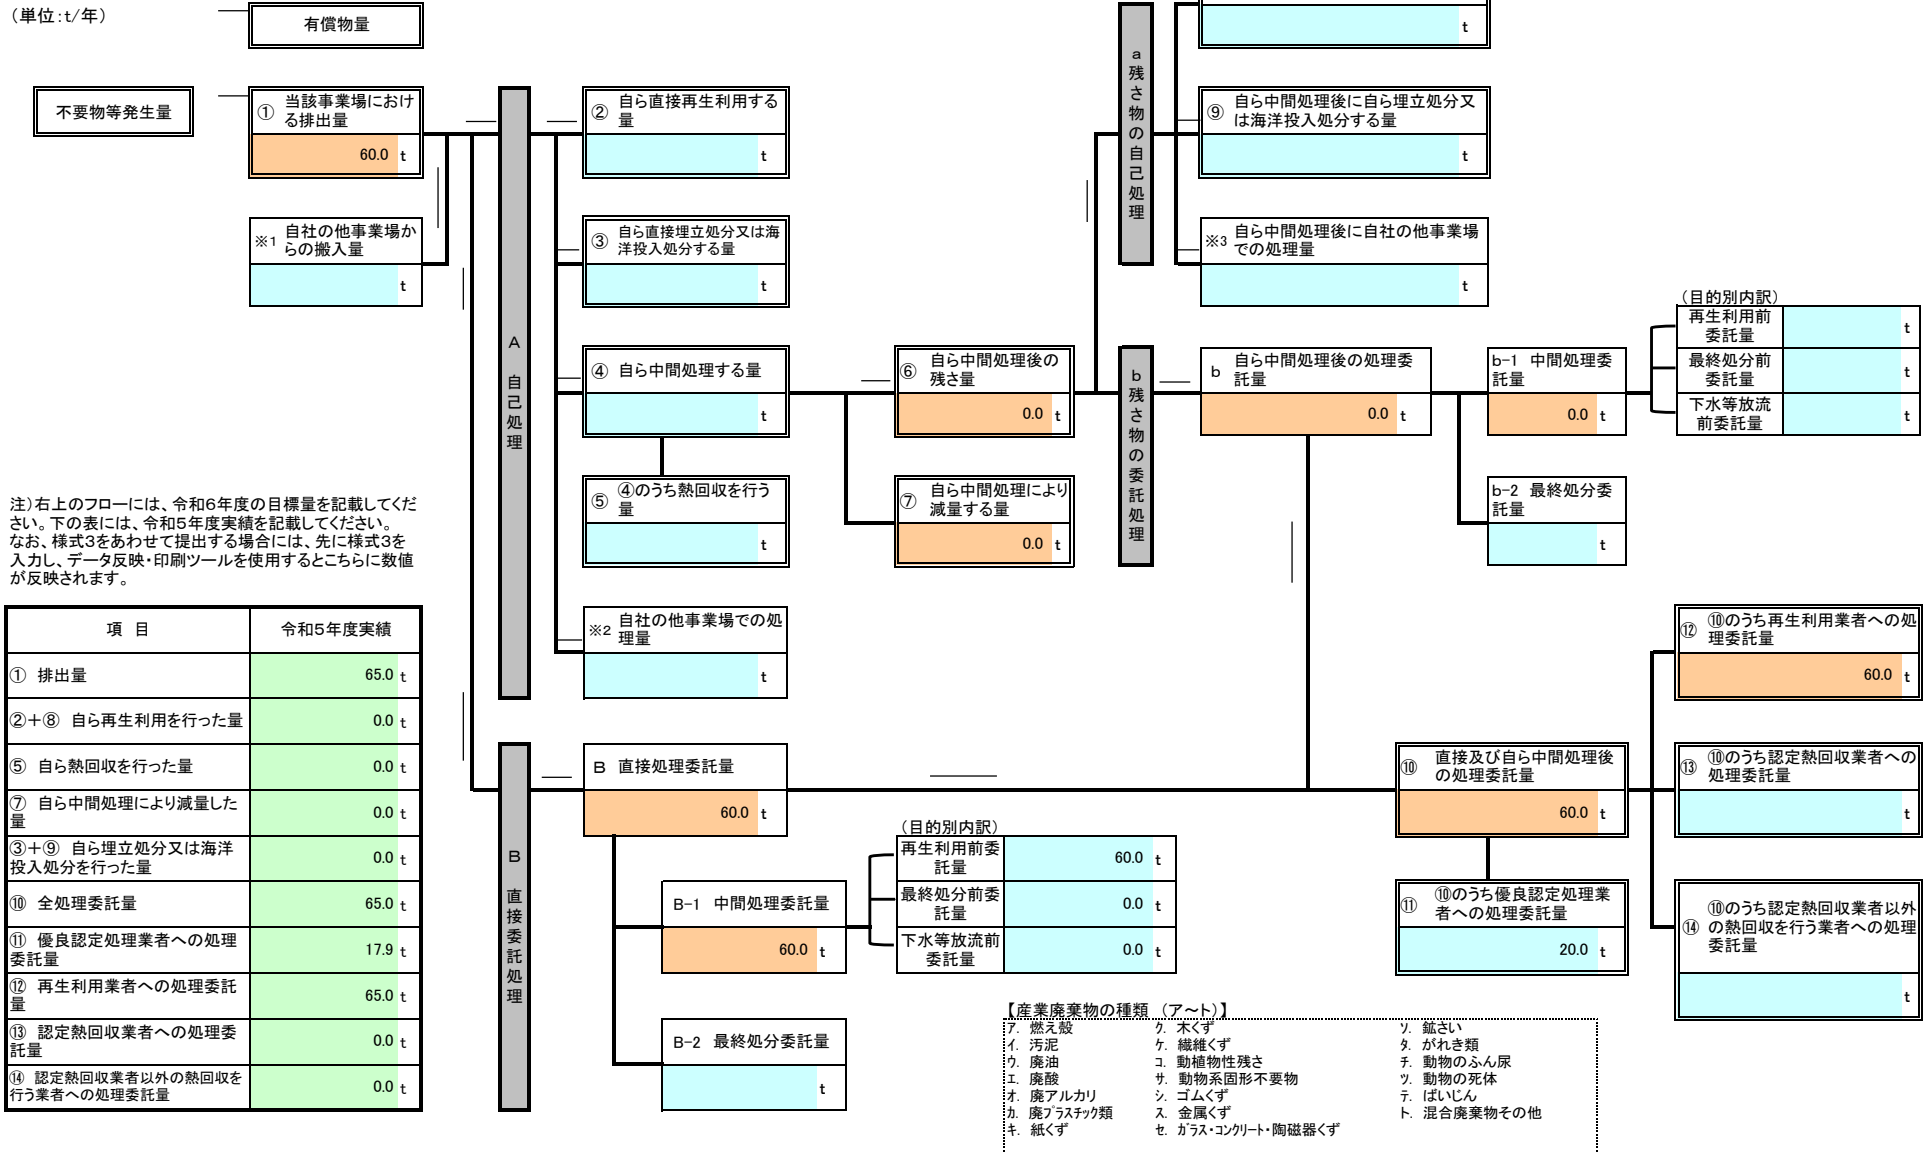 （単位：t/年）
有償物量
不要物等発生量
① 当該事業場におけ
る排出量
60.0 t
※1 自社の他事業場か
らの搬入量
t
A 自己処理
② 自ら直接再生利用する
量
t
③ 自ら直接埋立処分又は海
洋投入処分する量
t
④ 自ら中間処理する量
t
⑤ ④のうち熱回収を行う
量
t
※2 自社の他事業場での処
理量
t
⑥ 自ら中間処理後の
残さ量
0.0 t
⑦ 自ら中間処理により
減量する量
0.0 t
a 残さ物の自己処理
t
⑨ 自ら中間処理後に自ら埋立処分又
は海洋投入処分する量
t
※3 自ら中間処理後に自社の他事業場
での処理量
t
b 残さ物の委託処理
b 自ら中間処理後の処理委
託量
0.0 t
b-1 中間処理委
託量
0.0 t
（目的別内訳）
再生利用前
委託量
t
最終処分前
委託量
t
下水等放流
前委託量
t
b-2 最終処分委
託量
t
注）右上のフローには、令和6年度の目標量を記載してくだ
さい。下の表には、令和5年度実績を記載してください。
なお、様式3をあわせて提出する場合には、先に様式3を
入力し、データ反映・印刷ツールを使用するとこちらに数値
が反映されます。
項 目 令和5年度実績
① 排出量 65.0 t
②＋⑧ 自ら再生利用を行った量 0.0 t
⑤ 自ら熱回収を行った量 0.0 t
⑦ 自ら中間処理により減量した
量 0.0 t
③＋⑨ 自ら埋立処分又は海洋
投入処分を行った量 0.0 t
⑩ 全処理委託量 65.0 t
⑪ 優良認定処理業者への処理
委託量 17.9 t
⑫ 再生利用業者への処理委託
量 65.0 t
⑬ 認定熱回収業者への処理委
託量 0.0 t
⑭ 認定熱回収業者以外の熱回収を
行う業者への処理委託量 0.0 t
B 直接委託処理
B 直接処理委託量
60.0 t
B-1 中間処理委託量
60.0 t
（目的別内訳）
再生利用前委
託量 60.0 t
最終処分前委
託量 0.0 t
下水等放流前
委託量 0.0 t
B-2 最終処分委託量
t
⑩ 直接及び自ら中間処理後
の処理委託量
60.0 t
⑪ ⑩のうち優良認定処理業
者への処理委託量
20.0 t
⑫ ⑩のうち再生利用業者への処
理委託量
60.0 t
⑬ ⑩のうち認定熱回収業者への
処理委託量
t
⑭ ⑩のうち認定熱回収業者以外
の熱回収を行う業者への処理
委託量
t
【産業廃棄物の種類 （ア～ト）】
ア. 燃え殻 ク. 木くず ソ. 鉱さい
イ. 汚泥 ケ. 繊維くず タ. がれき類
ウ. 廃油 コ. 動植物性残さ チ. 動物のふん尿
エ. 廃酸 サ. 動物系固形不要物 ツ. 動物の死体
オ. 廃アルカリ シ. ゴムくず テ. ばいじん
カ. 廃プラスチック類 ス. 金属くず ト. 混合廃棄物その他
キ. 紙くず セ. ガラス・コンクリート・陶磁器くず